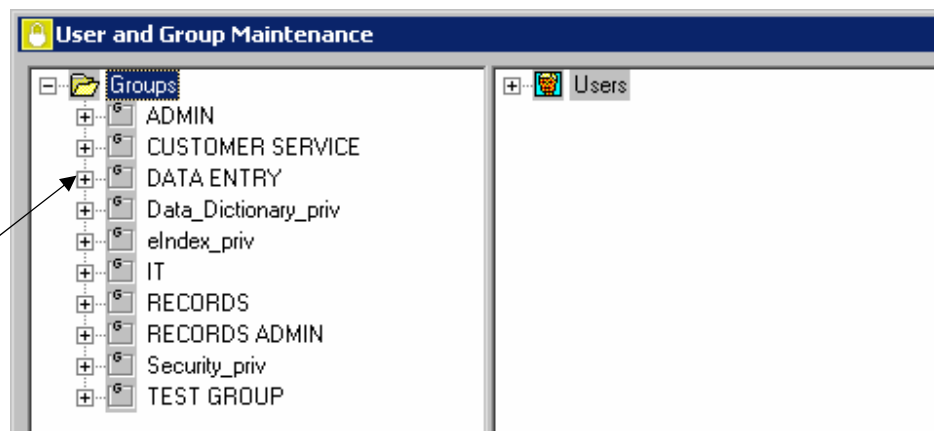 User and Group Maintenance
Groups
ADMIN
CUSTOMER SERVICE
DATA ENTRY
Data_Dictionary_priv
eIndex_priv
IT
RECORDS
RECORDS ADMIN
Security_priv
TEST GROUP
Users